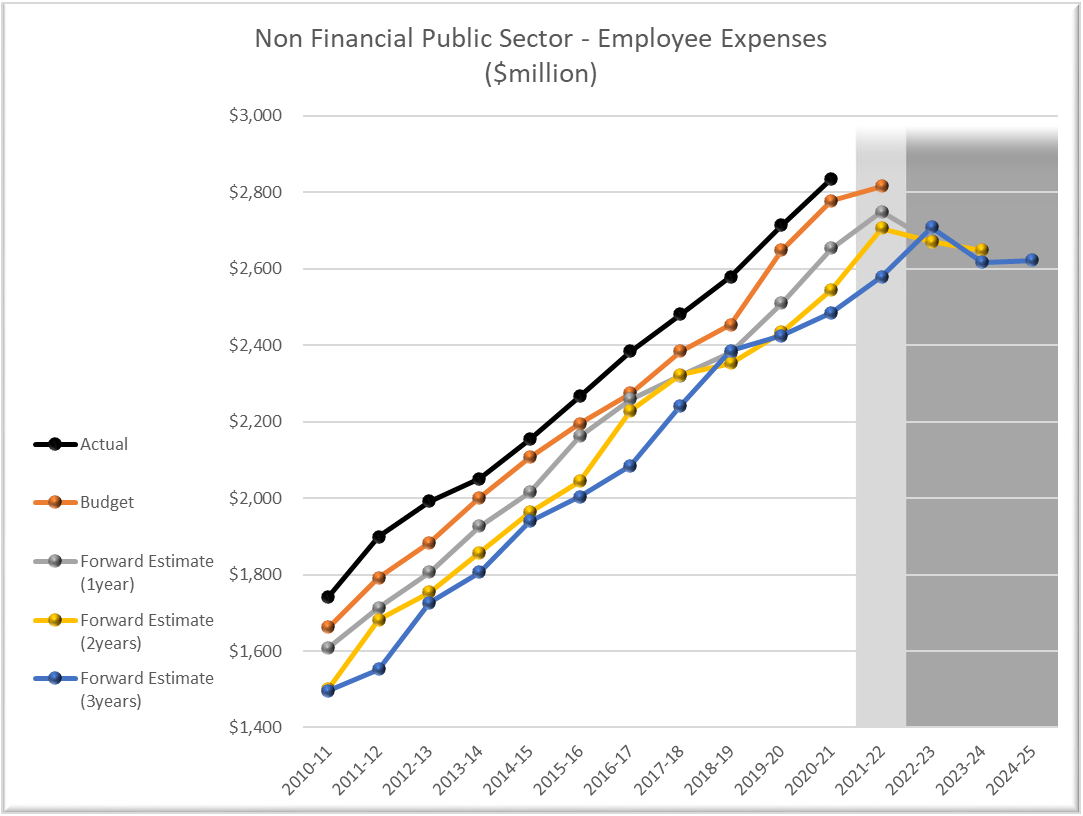 Non Financial Public Sector - Employee Expenses
($million)
$3,000
$2,800
$2,600
$2,400
$2,200
$2,000
$1,800
$1,600
$1,400
Actual
Budget
Forward Estimate
(1year)
Forward Estimate
(2years)
Forward Estimate
(3years)
2010-11
2011-12
2012-13
2013-14
2014-15
2015-16
2016-17
2017-18
2018-19
2019-20
2020-21
2021-22
2022-23
2023-24
2024-25